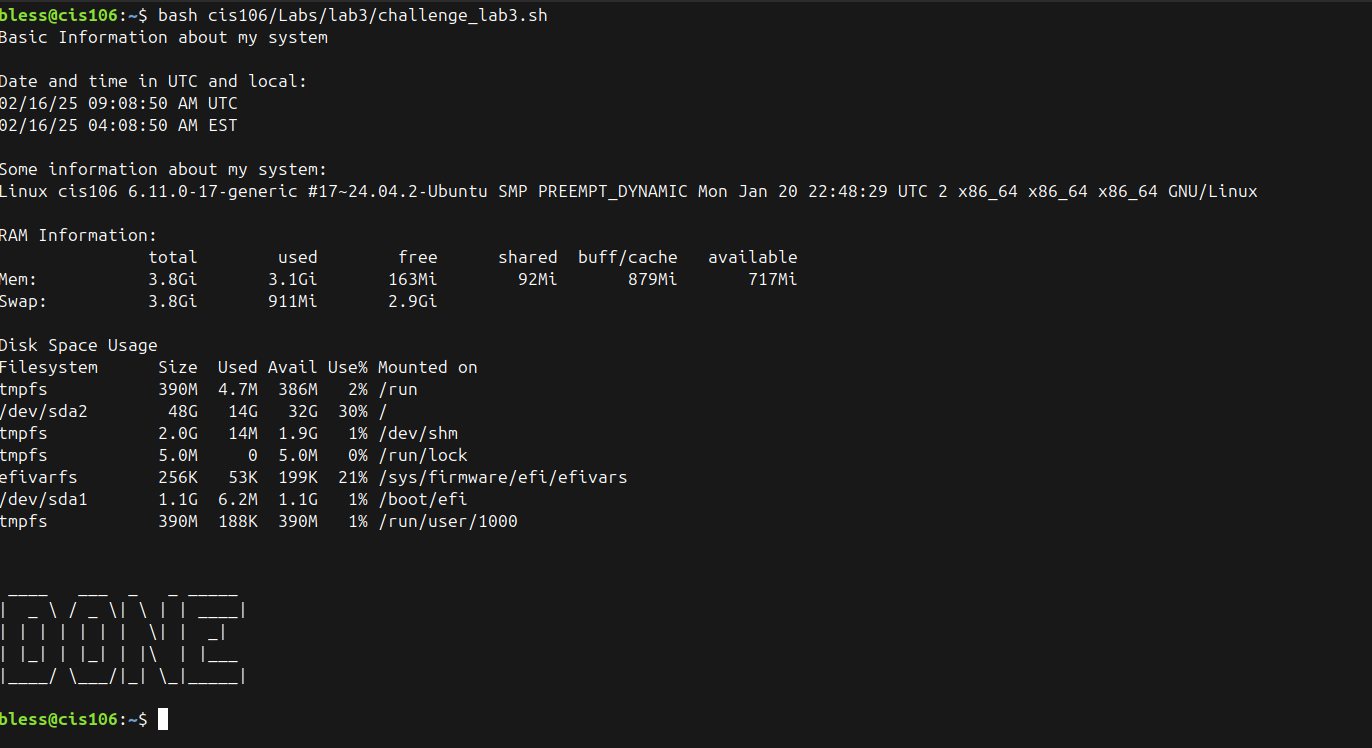 bless@cis106:~$ bash cis106/Labs/lab3/challenge_lab3.sh
Basic Information about my system

Date and time in UTC and local:
02/16/25 09:08:50 AM UTC
02/16/25 04:08:50 AM EST

Some information about my system:
Linux cis106 6.11.0-17-generic #17~24.04.2-Ubuntu SMP PREEMPT_DYNAMIC Mon Jan 20 22:48:29 UTC 2 x86_64 x86_64 x86_64 GNU/Linux

RAM Information:
               total        used        free      shared  buff/cache   available
Mem:           3.8Gi       3.1Gi       163Mi        92Mi       879Mi       717Mi
Swap:          3.8Gi       911Mi       2.9Gi

Disk Space Usage
Filesystem      Size  Used Avail Use% Mounted on
tmpfs           390M  4.7M  386M   2% /run
/dev/sda2        48G   14G   32G  30% /
tmpfs           2.0G   14M  1.9G   1% /dev/shm
tmpfs           5.0M     0  5.0M   0% /run/lock
efivarfs        256K   53K  199K  21% /sys/firmware/efi/efivars
/dev/sda1       1.1G  6.2M  1.1G   1% /boot/efi
tmpfs           390M  188K  390M   1% /run/user/1000

DONE

bless@cis106:~$